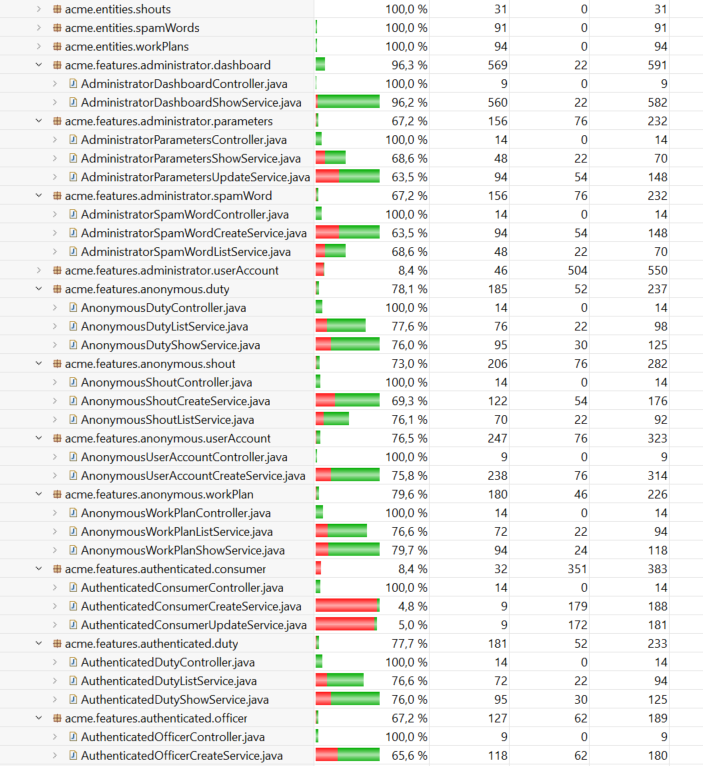 acme.entities.shouts 100,0 % 31 0 31
acme.entities.spamWords 100,0 % 91 0 91
acme.entities.workPlans 100,0 % 94 0 94
acme.features.administrator.dashboard 96,3 % 569 22 591
AdministratorDashboardController.java 100,0 % 9 0 9
AdministratorDashboardShowService.java 96,2 % 560 22 582
acme.features.administrator.parameters 67,2 % 156 76 232
AdministratorParametersController.java 100,0 % 14 0 14
AdministratorParametersShowService.java 68,6 % 48 22 70
AdministratorParametersUpdateService.java 63,5 % 94 54 148
acme.features.administrator.spamWord 67,2 % 156 76 232
AdministratorSpamWordController.java 100,0 % 14 0 14
AdministratorSpamWordCreateService.java 63,5 % 94 54 148
AdministratorSpamWordListService.java 68,6 % 48 22 70
acme.features.administrator.userAccount 8,4 % 46 504 550
acme.features.anonymous.duty 78,1 % 185 52 237
AnonymousDutyController.java 100,0 % 14 0 14
AnonymousDutyListService.java 77,6 % 76 22 98
AnonymousDutyShowService.java 76,0 % 95 30 125
acme.features.anonymous.shout 73,0 % 206 76 282
AnonymousShoutController.java 100,0 % 14 0 14
AnonymousShoutCreateService.java 69,3 % 122 54 176
AnonymousShoutListService.java 76,1 % 70 22 92
acme.features.anonymous.userAccount 76,5 % 247 76 323
AnonymousUserAccountController.java 100,0 % 9 0 9
AnonymousUserAccountCreateService.java 75,8 % 238 76 314
acme.features.anonymous.workPlan 79,6 % 180 46 226
AnonymousWorkPlanController.java 100,0 % 14 0 14
AnonymousWorkPlanListService.java 76,6 % 72 22 94
AnonymousWorkPlanShowService.java 79,7 % 94 24 118
acme.features.authenticated.consumer 8,4 % 32 351 383
AuthenticatedConsumerController.java 100,0 % 14 0 14
AuthenticatedConsumerCreateService.java 4,8 % 9 179 188
AuthenticatedConsumerUpdateService.java 5,0 % 9 172 181
acme.features.authenticated.duty 77,7 % 181 52 233
AuthenticatedDutyController.java 100,0 % 14 0 14
AuthenticatedDutyListService.java 76,6 % 72 22 94
AuthenticatedDutyShowService.java 76,0 % 95 30 125
acme.features.authenticated.officer 67,2 % 127 62 189
AuthenticatedOfficerController.java 100,0 % 9 0 9
AuthenticatedOfficerCreateService.java 65,6 % 118 62 180